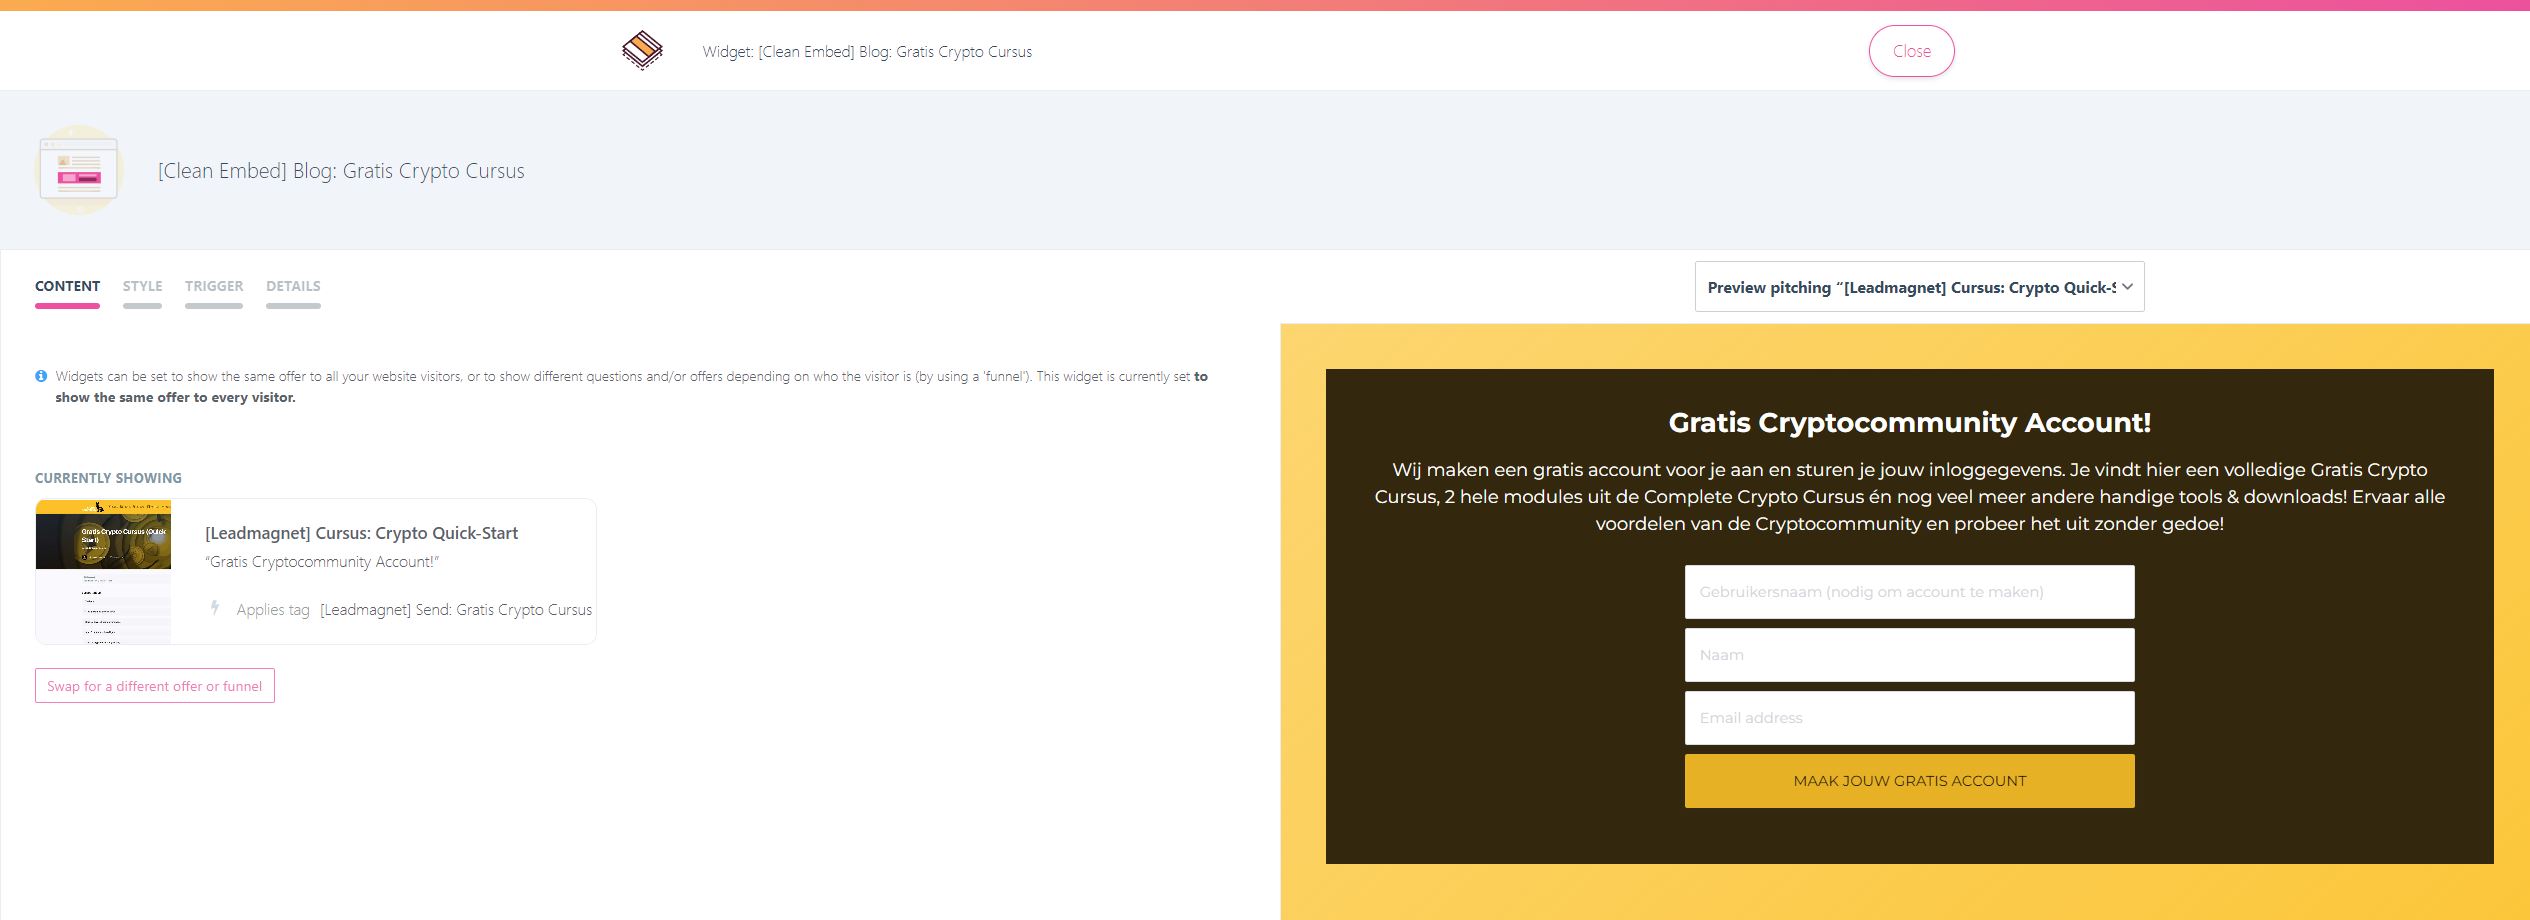 Widget: [Clean Embed] Blog: Gratis Crypto Cursus
Close
[Clean Embed] Blog: Gratis Crypto Cursus
CONTENT STYLE TRIGGER DETAILS
Preview pitching “[Leadmagnet] Cursus: Crypto Quick-S
Widgets can be set to show the same offer to all your website visitors, or to show different questions and/or offers depending on who the visitor is (by using a 'funnel'). This widget is currently set to
show the same offer to every visitor.
CURRENTLY SHOWING
Gratis Crypto Cursus (Quick
Start)
[Leadmagnet] Cursus: Crypto Quick-Start
“Gratis Cryptocommunity Account!”
Applies tag [Leadmagnet] Send: Gratis Crypto Cursus
Swap for a different offer or funnel
Gratis Cryptocommunity Account!
Wij maken een gratis account voor je aan en sturen je jouw inloggegevens. Je vindt hier een volledige Gratis Crypto
Cursus, 2 hele modules uit de Complete Crypto Cursus én nog veel meer andere handige tools & downloads! Ervaar alle
voordelen van de Cryptocommunity en probeer het uit zonder gedoe!
Gebruikersnaam (nodig om account te maken)
Naam
Email address
MAAK JOUW GRATIS ACCOUNT